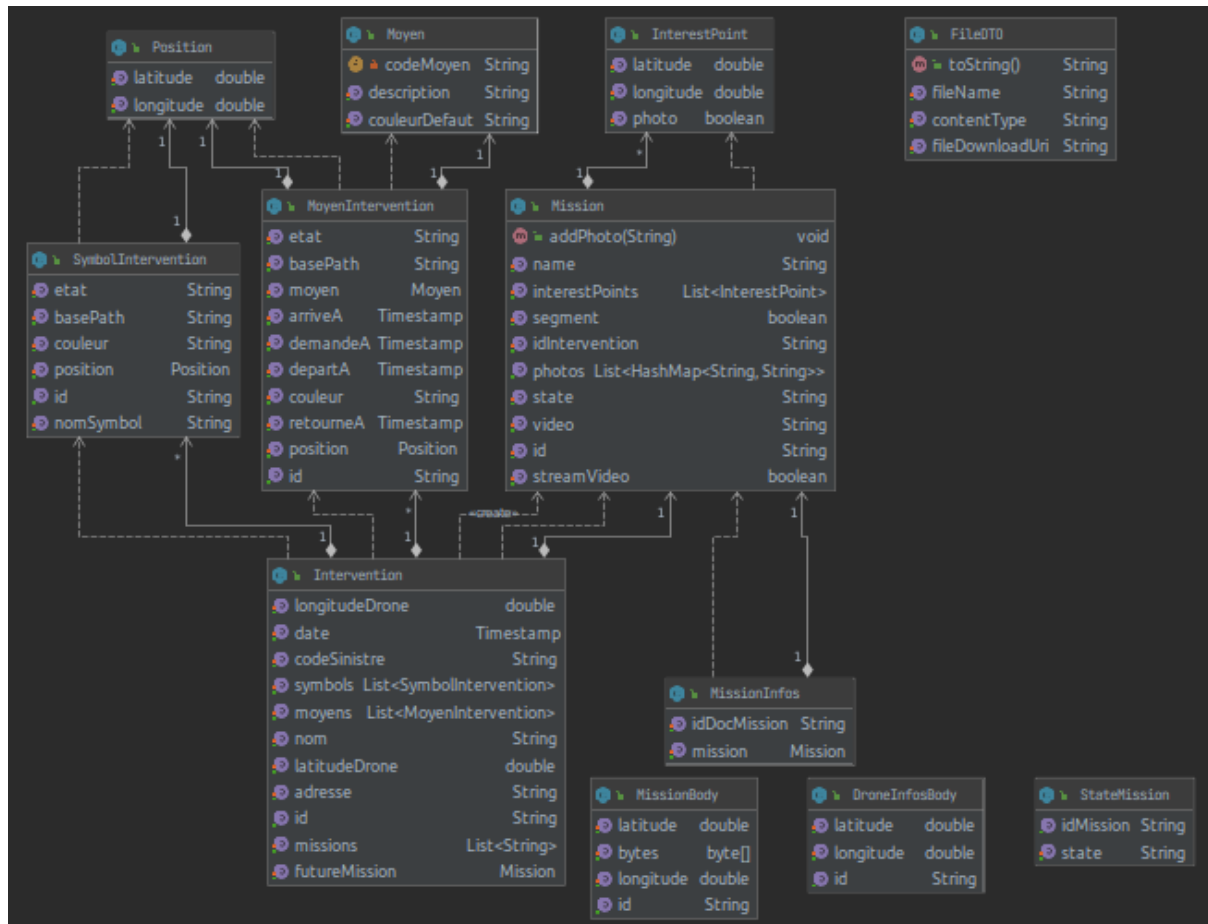 Position
latitude double
longitude double
Moyen
codeMoyen String
description String
couleurDefaut String
InterestPoint
latitude double
longitude double
photo boolean
FileDTO
toString() String
fileName String
contentType String
fileDownloadUri String
1
1
1
1
1
*
1
1
SymbolIntervention
etat String
basePath String
couleur String
position Position
id String
nomSymbol String
MoyenIntervention
etat String
basePath String
moyen Moyen
arriveA Timestamp
demandeA Timestamp
departA Timestamp
couleur String
retourneA Timestamp
position Position
id String
Mission
addPhoto(String) void
name String
interestPoints List<InterestPoint>
segment boolean
idIntervention String
photos List<HashMap<String, String>>
state String
video String
id String
streamVideo boolean
*
1
*
1
«create»
1
1
1
1
Intervention
longitudeDrone double
date Timestamp
codeSinistre String
symbols List<SymbolIntervention>
moyens List<MoyenIntervention>
nom String
latitudeDrone double
adresse String
id String
missions List<String>
futureMission Mission
MissionInfos
idDocMission String
mission Mission
MissionBody
latitude double
bytes byte[]
longitude double
id String
DroneInfosBody
latitude double
longitude double
id String
StateMission
idMission String
state String